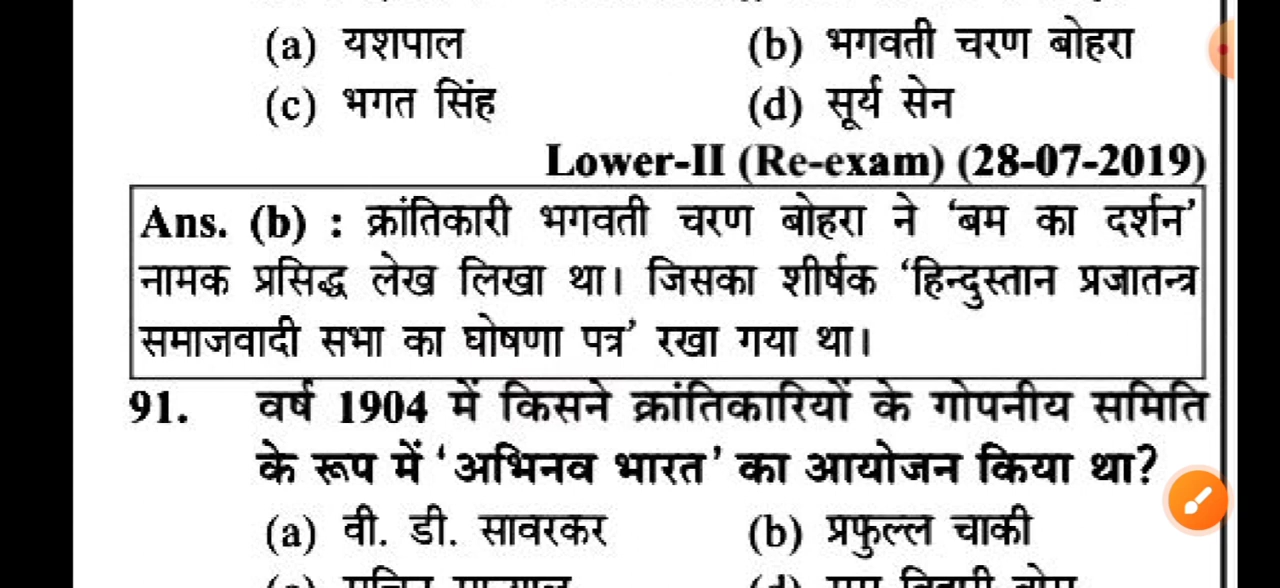 (a) यशपाल (b) भगवती चरण बोहरा
(c) भगत सिंह (d) सूर्य सेन
Lower-II (Re-exam) (28-07-2019)
Ans. (b) : क्रांतिकारी भगवती चरण बोहरा ने ‘बम का दर्शन’
नामक प्रसिद्ध लेख लिखा था। जिसका शीर्षक ‘हिन्दुस्तान प्रजातन्त्र
समाजवादी सभा का घोषणा पत्र’ रखा गया था।
91. वर्ष 1904 में किसने क्रांतिकारियों के गोपनीय समिति
के रूप में ‘अभिनव भारत’ का आयोजन किया था?
(a) वी. डी. सावरकर (b) प्रफुल्ल चाकी